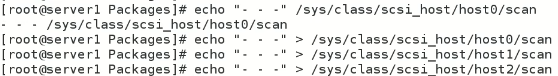 [root@server1 Packages]# echo "- - -" /sys/class/scsi_host/host0/scan
- - - /sys/class/scsi_host/host0/scan
[root@server1 Packages]# echo "- - -" > /sys/class/scsi_host/host0/scan
[root@server1 Packages]# echo "- - -" > /sys/class/scsi_host/host1/scan
[root@server1 Packages]# echo "- - -" > /sys/class/scsi_host/host2/scan